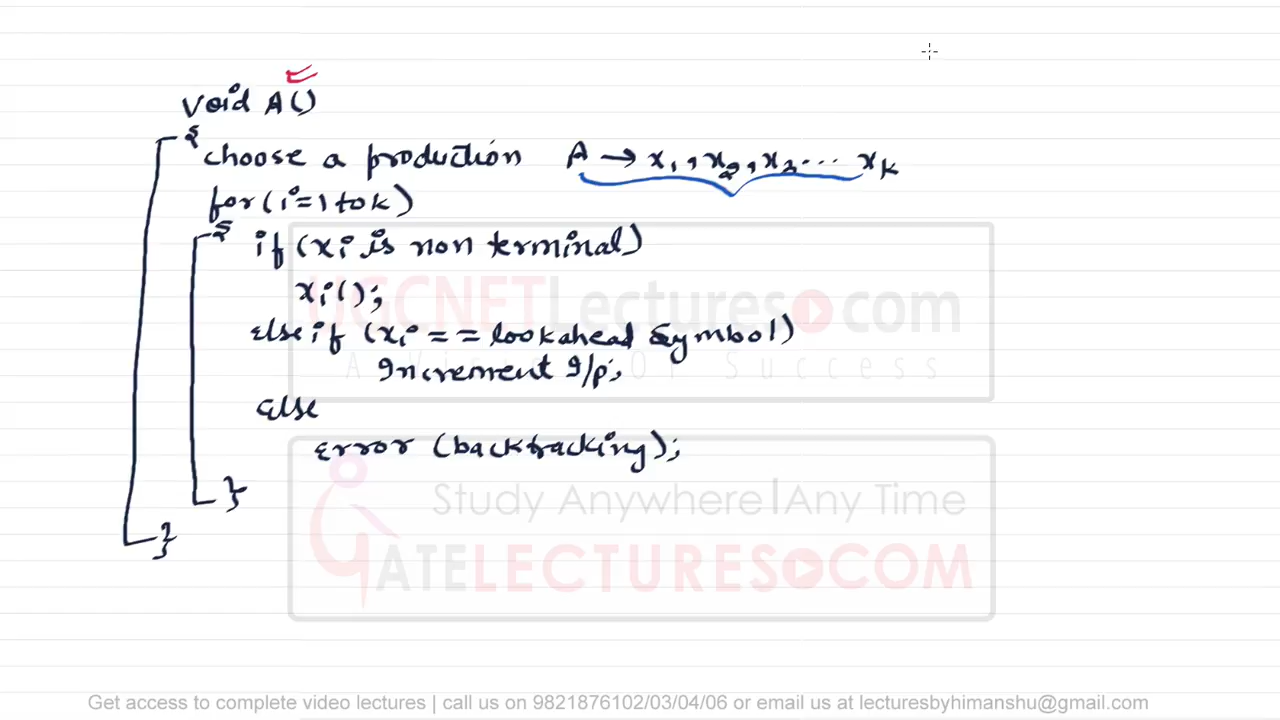 void A()
{
choose a production A → x1, x2, x3 ... xk
for(i=1 to k)
{
if (xi is non terminal)
xi();
else if (xi == lookahead symbol)
Increment I/p;
else
error (backtracking);
}
}
UGCNETLectures.com
A Vision Of Success
Study Anywhere|Any Time
GATELECTURES.COM
Get access to complete video lectures | call us on 9821876102/03/04/06 or email us at lecturesbyhimanshu@gmail.com